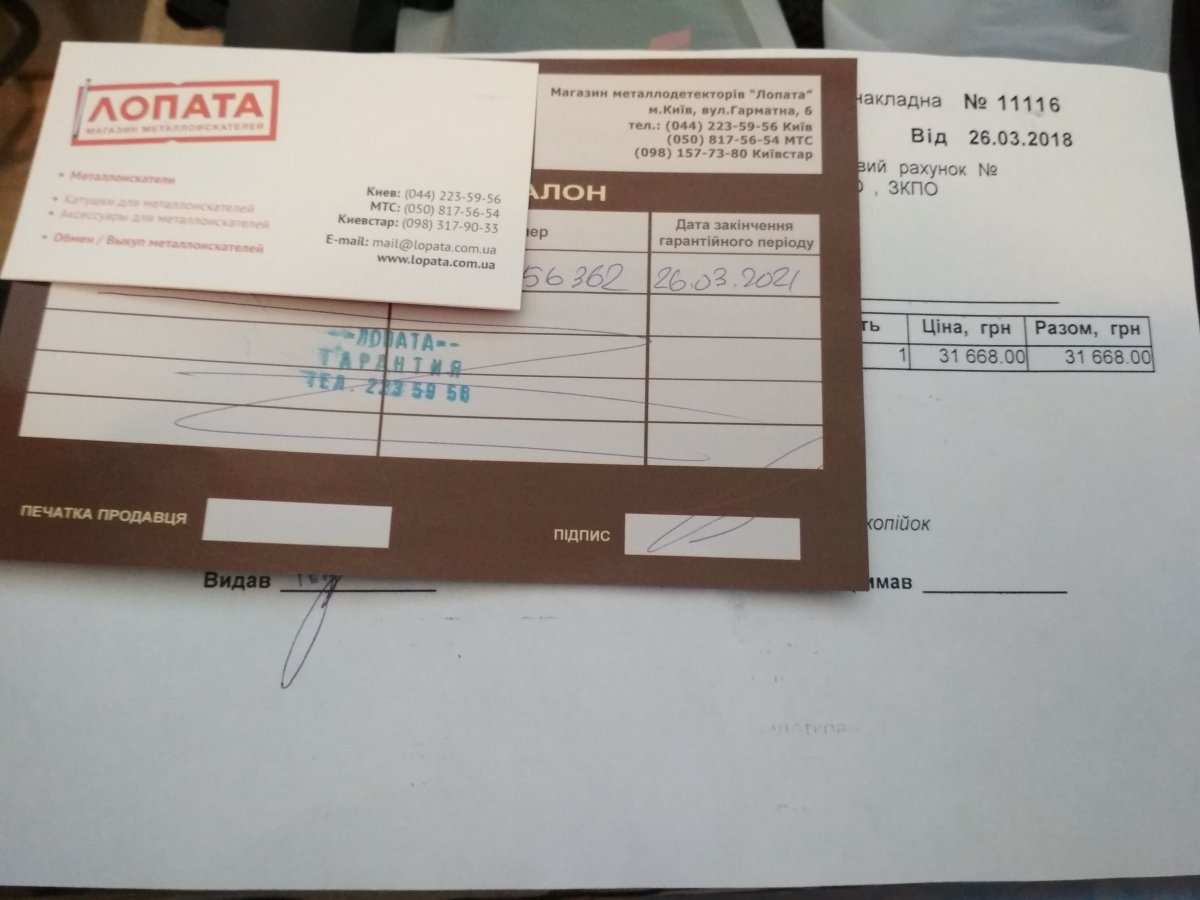 ЛОПАТА
МАГАЗИН МЕТАЛЛОИСКАТЕЛЕЙ
• Металлоискатели
• Катушки для металлоискателей
• Аксессуары для металлоискателей
• Обмен / Выкуп металлоискателей
Киев: (044) 223-59-56
МТС: (050) 817-56-54
Киевстар: (098) 317-90-33
E-mail: mail@lopata.com.ua
www.lopata.com.ua
Магазин металлодетекторів "Лопата"
м.Київ, вул.Гарматна, 6
тел.: (044) 223-59-56 Київ
(050) 817-56-54 МТС
(098) 157-73-80 Київстар
АЛОН
мер
Дата закінчення
гарантійного періоду
56362
26.03.2021
ЛОПАТА
ГАРАНТИЯ
ТЕЛ. 223 59 56
ПЕЧАТКА ПРОДАВЦЯ
ПІДПИС
накладна № 11116
Від 26.03.2018
вий рахунок №
, ЗКПО
ть Ціна, грн Разом, грн
1 31 668.00 31 668.00
копійок
Видав
имав